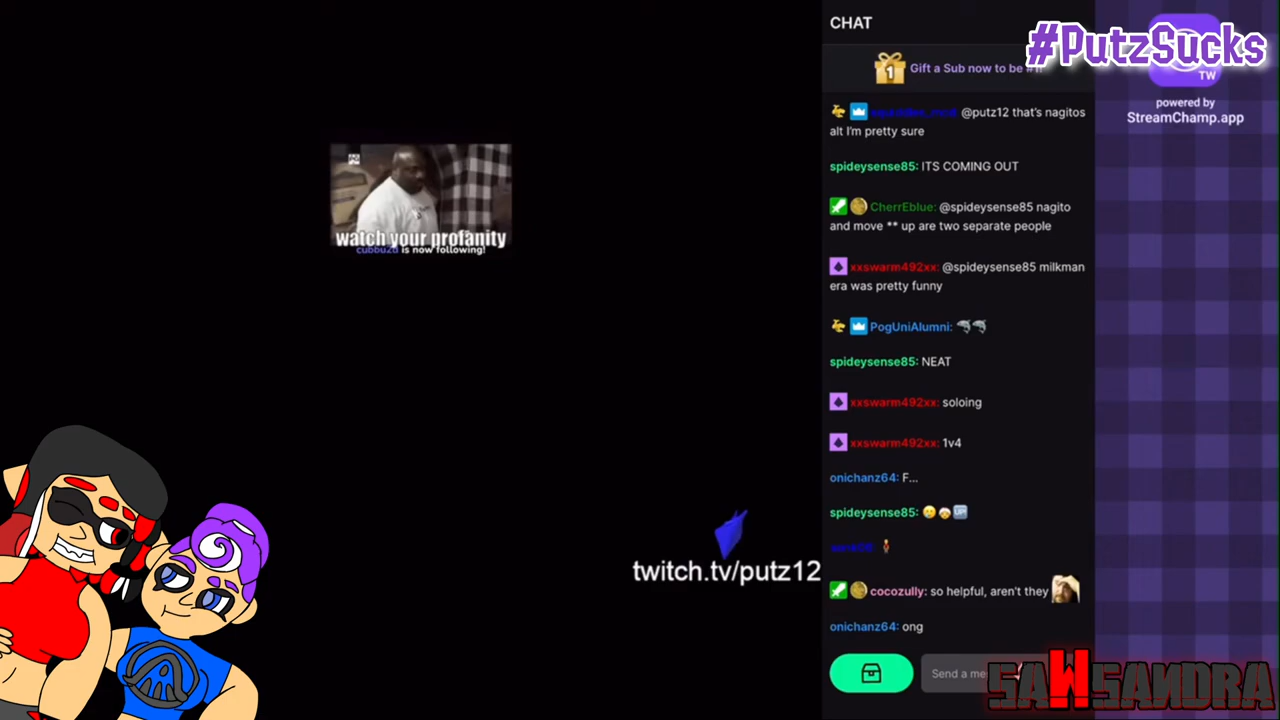 CHAT
#PutzSucks
Gift a Sub now to be #1!
TW
powered by
StreamChamp.app
@putz12 that's nagitos
alt I'm pretty sure
spideysense85: ITS COMING OUT
CherrEblue: @spideysense85 nagito
and move ** up are two separate people
xxswarm492xx: @spideysense85 milkman
era was pretty funny
PogUniAlumni:
spideysense85: NEAT
xxswarm492xx: soloing
xxswarm492xx: 1v4
onichanz64: F...
spideysense85:
cocozully: so helpful, aren't they
onichanz64: ong
Send a me
watch your profanity
cubbu2u is now following!
twitch.tv/putz12
SAWSANDRA